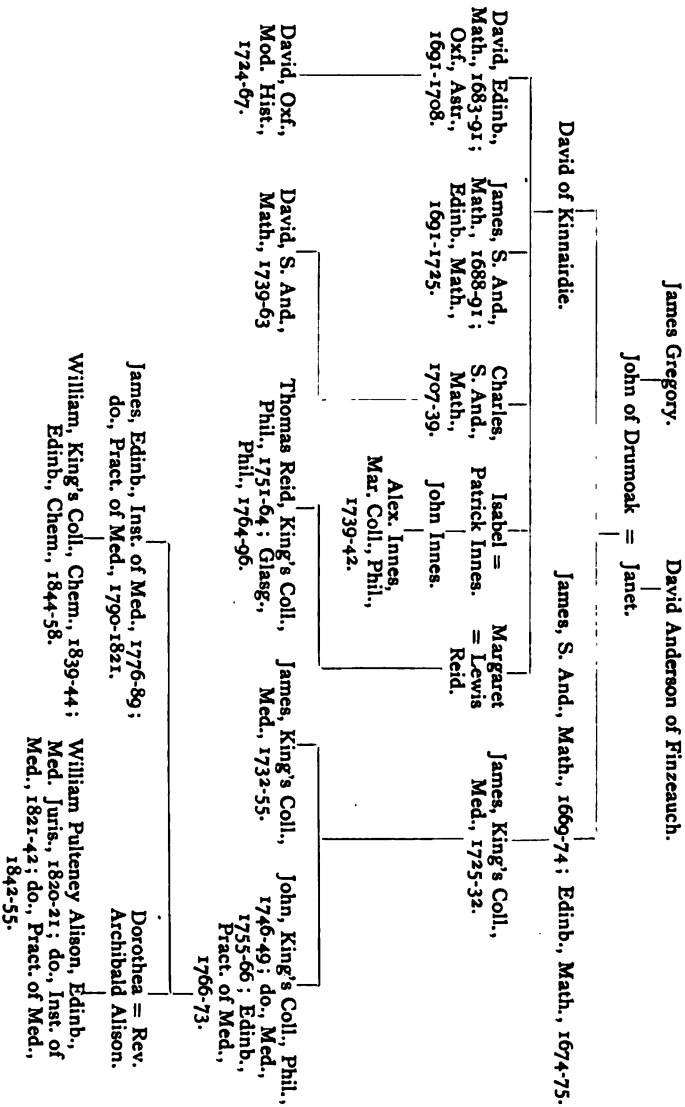 James Gregory.
David Anderson of Finzeauch.
John of Drumoak = Janet.
David of Kinnairdie.
James, S. And., Math., 1669-74; Edinb., Math., 1674-75.
David, Edinb.,
Math., 1683-91;
Oxf., Astr.,
1691-1708.
James, S. And.,
Math., 1688-91;
Edinb., Math.,
1691-1725.
Charles,
S. And.,
Math.,
1707-39.
Isabel =
Patrick Innes.
John Innes.
Alex. Innes,
Mar. Coll., Phil.,
1739-42.
Margaret
= Lewis
Reid.
James, King's Coll.,
Med., 1725-32.
David, Oxf.,
Mod. Hist.,
1724-67.
David, S. And.,
Math., 1739-63
Thomas Reid, King's Coll.,
Phil., 1751-64; Glasg.,
Phil., 1764-96.
James, King's Coll.,
Med., 1732-55.
John, King's Coll., Phil.,
1746-49; do., Med.,
1755-66; Edinb.,
Pract. of Med.,
1766-73.
James, Edinb., Inst. of Med., 1776-89;
do., Pract. of Med., 1790-1821.
Dorothea = Rev.
Archibald Alison.
William, King's Coll., Chem., 1839-44;
Edinb., Chem., 1844-58.
William Pulteney Alison, Edinb.,
Med. Juris., 1820-21; do., Inst. of
Med., 1821-42; do., Pract. of Med.,
1842-55.